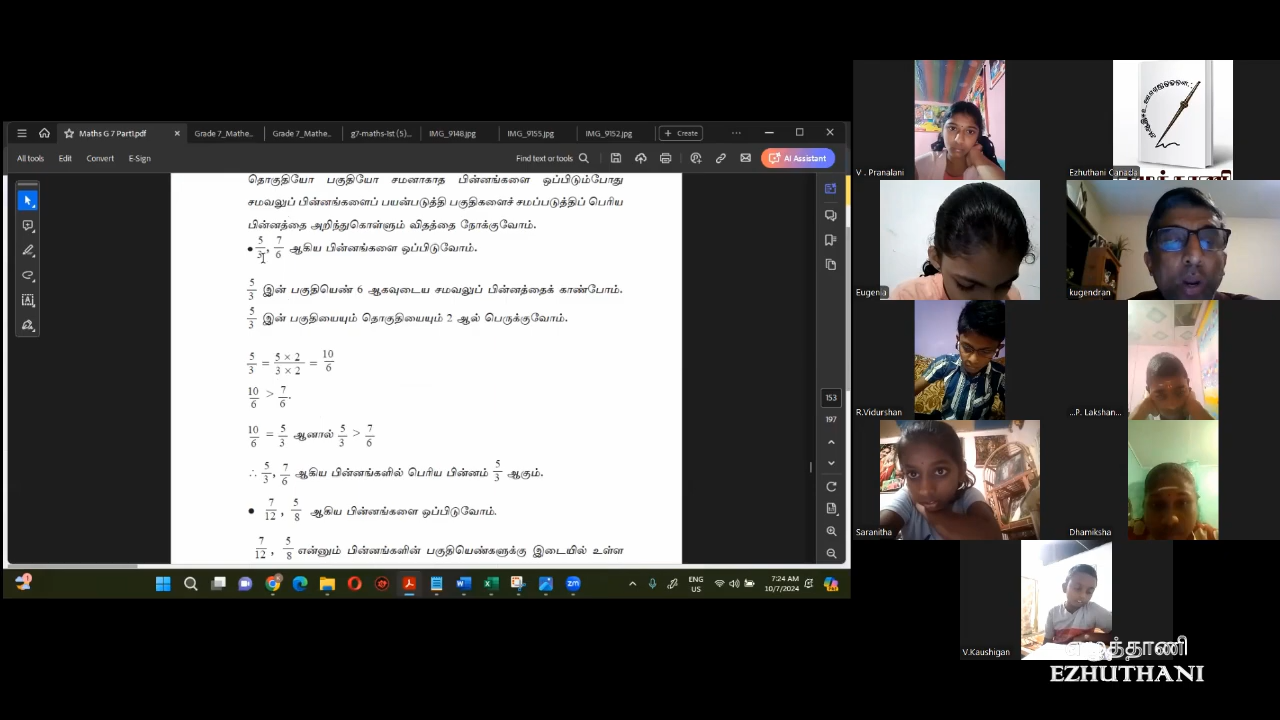 Maths G 7 Part1.pdf
Grade 7_Mathe...
Grade 7_Mathe...
g7-maths-1st (5)...
IMG_9148.jpg
IMG_9155.jpg
IMG_9152.jpg
Create
All tools Edit Convert E-Sign
Find text or tools
AI Assistant
தொகுதியோ பகுதியோ சமனாகாத பின்னங்களை ஒப்பிடும்போது
சமவலுப் பின்னங்களைப் பயன்படுத்தி பகுதிகளைச் சமப்படுத்திப் பெரிய
பின்னத்தை அறிந்துகொள்ளும் விதத்தை நோக்குவோம்.
• 5/3, 7/6 ஆகிய பின்னங்களை ஒப்பிடுவோம்.
5/3 இன் பகுதியெண் 6 ஆகவுடைய சமவலுப் பின்னத்தைக் காண்போம்.
5/3 இன் பகுதியையும் தொகுதியையும் 2 ஆல் பெருக்குவோம்.
5/3 = 5 × 2/3 × 2 = 10/6
10/6 > 7/6.
10/6 = 5/3 ஆனால் 5/3 > 7/6
∴ 5/3, 7/6 ஆகிய பின்னங்களில் பெரிய பின்னம் 5/3 ஆகும்.
• 7/12, 5/8 ஆகிய பின்னங்களை ஒப்பிடுவோம்.
7/12, 5/8 என்னும் பின்னங்களின் பகுதியெண்களுக்கு இடையில் உள்ள
153
197
ENG
US
7:24 AM
10/7/2024
V . Pranalani
Ezhuthani Canada
Eugenia
kugendran
R.Vidurshan
...P. Lakshan...
Saranitha
Dhamiksha
V.Kaushigan
எழுத்தாணி
EZHUTHANI